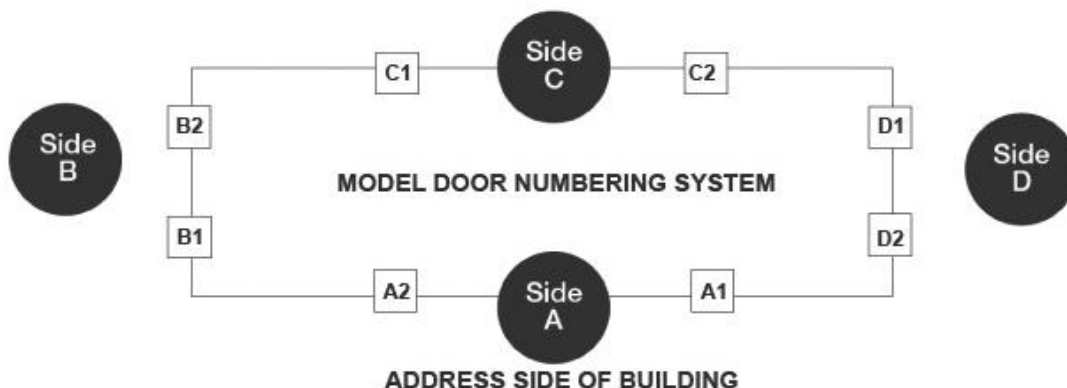 Side
C
C1
C2
B2
D1
Side
B
Side
D
MODEL DOOR NUMBERING SYSTEM
B1
D2
A2
A1
Side
A
ADDRESS SIDE OF BUILDING